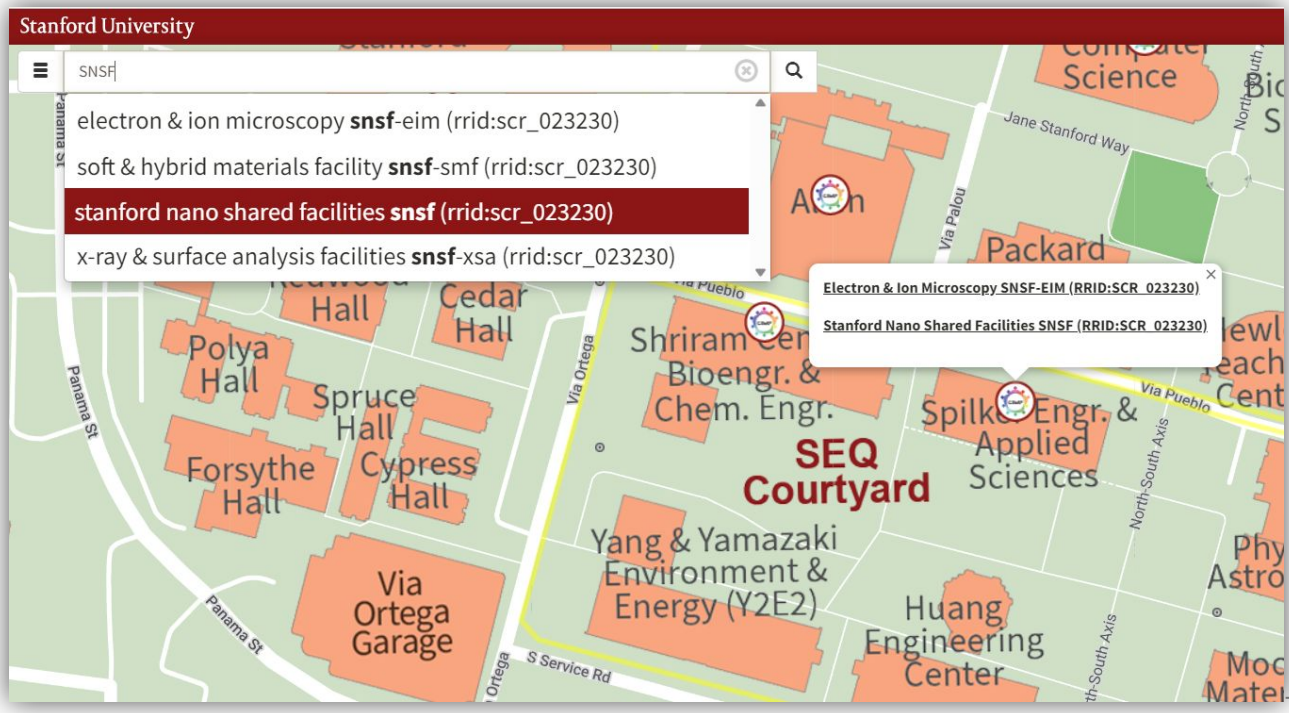 Stanford University
SNSF
electron & ion microscopy snsf-eim (rrid:scr_023230)
soft & hybrid materials facility snsf-smf (rrid:scr_023230)
stanford nano shared facilities snsf (rrid:scr_023230)
x-ray & surface analysis facilities snsf-xsa (rrid:scr_023230)
Computer
Science
Jane Stanford Way
North-South
Via Palou
Packard
Electron & Ion Microscopy SNSF-EIM (RRID:SCR_023230)
Stanford Nano Shared Facilities SNSF (RRID:SCR_023230)
Panama St
Hall
Cedar
Hall
Via Pueblo
Shriram
Bioengr. &
Chem. Engr.
Polya
Hall
Panama St
Spruce
Hall
Via Ortega
Forsythe
Hall
Cypress
Hall
SEQ
Courtyard
Engr. &
Applied
Sciences
Via Pueblo
North-South Axis
Yang & Yamazaki
Environment &
Energy (Y2E2)
Via
Ortega
Garage
Panama St
Huang
Engineering
Center
S Service Rd
Ortega